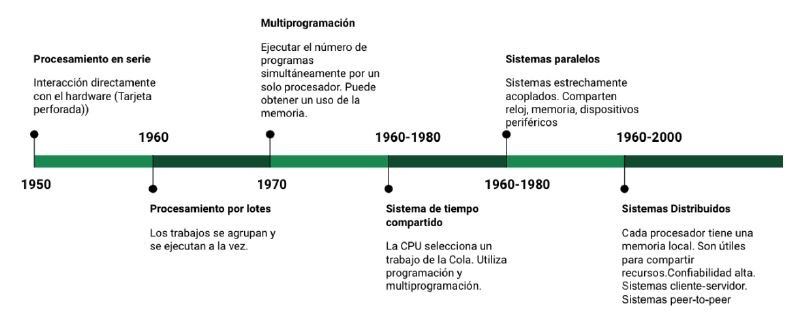 Procesamiento en serie
Interacción directamente
con el hardware (Tarjeta
perforada))
1950
1960
Procesamiento por lotes
Los trabajos se agrupan y
se ejecutan a la vez.
Multiprogramación
Ejecutar el número de
programas
simultáneamente por un
solo procesador. Puede
obtener un uso de la
memoria.
1970
1960-1980
Sistema de tiempo
compartido
La CPU selecciona un
trabajo de la Cola. Utiliza
programación y
multiprogramación.
Sistemas paralelos
Sistemas estrechamente
acoplados. Comparten
reloj, memoria, dispositivos
periféricos
1960-1980
1960-2000
Sistemas Distribuidos
Cada procesador tiene una
memoria local. Son útiles
para compartir
recursos.Confiabilidad alta.
Sistemas cliente-servidor.
Sistemas peer-to-peer